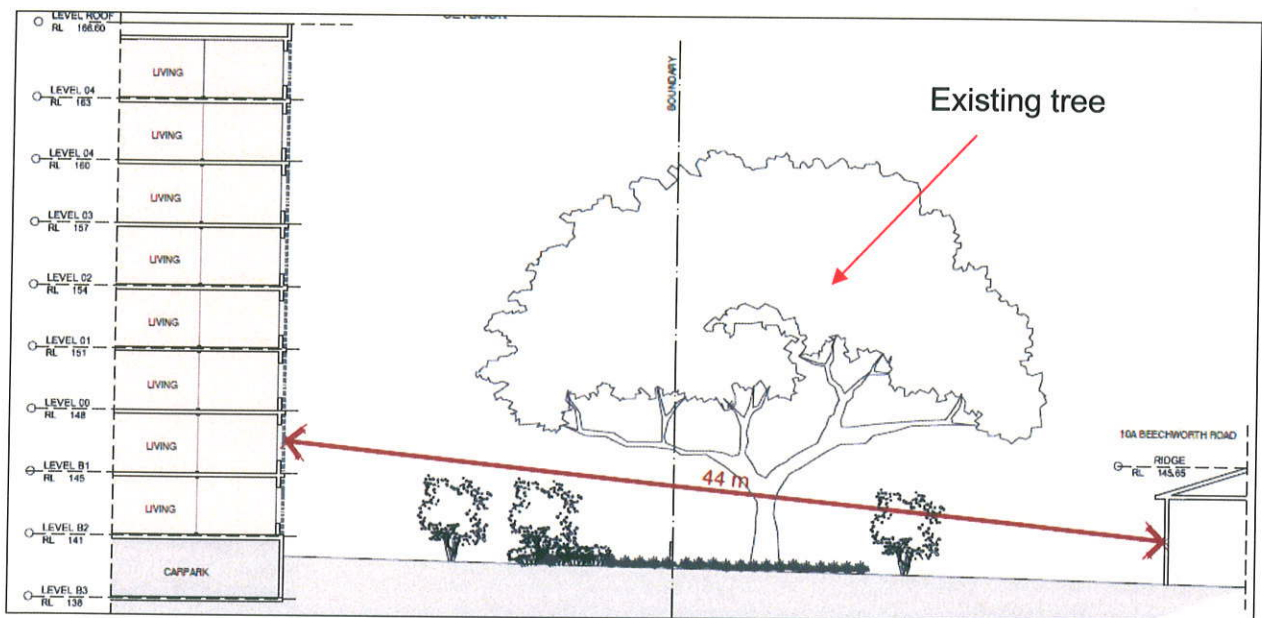 LEVEL ROOF
RL 166.60
SETBACK
LIVING
LEVEL 04
RL 163
LIVING
LEVEL 04
RL 160
LIVING
LEVEL 03
RL 157
LIVING
LEVEL 02
RL 154
LIVING
LEVEL 01
RL 151
LIVING
LEVEL 00
RL 148
LIVING
LEVEL B1
RL 145
LIVING
LEVEL B2
RL 141
CARPARK
LEVEL B3
RL 138
BOUNDARY
Existing tree
44 m
10A BEECHWORTH ROAD
RIDGE
RL 145.65